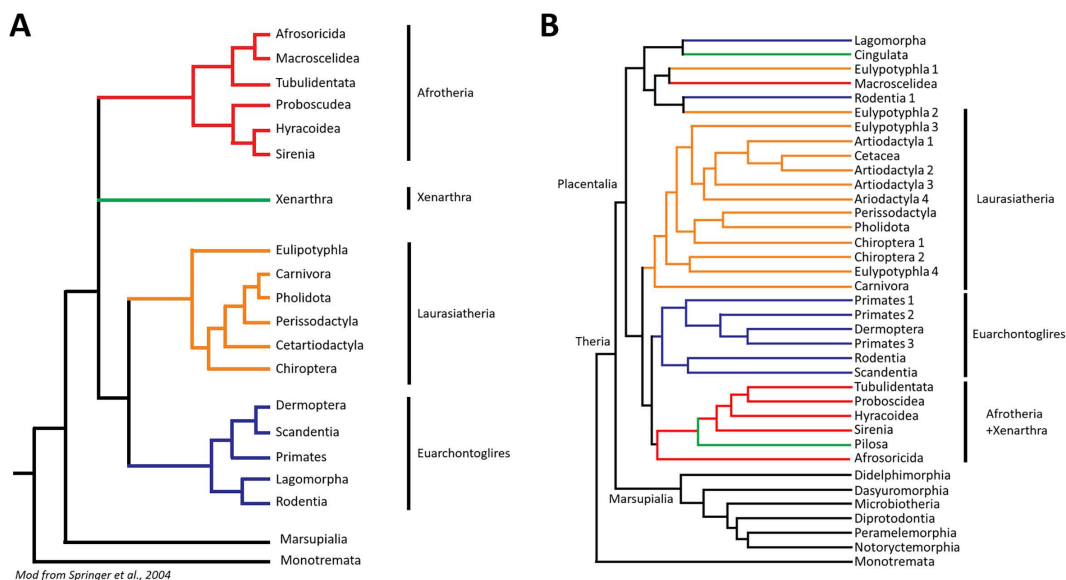 A
Afrosoricida
Macroscelidea
Tubulidentata
Proboscudea
Hyracoidea
Sirenia
Afrotheria
Xenarthra
Xenarthra
Eulipotyphla
Carnivora
Pholidota
Perissodactyla
Cetartiodactyla
Chiroptera
Laurasiatheria
Dermoptera
Scandentia
Primates
Lagomorpha
Rodentia
Euarchontoglires
Marsupialia
Monotremata
Mod from Springer et al., 2004
B
Lagomorpha
Cingulata
Eulypotyphla 1
Macroscelidea
Rodentia 1
Eulypotyphla 2
Eulypotyphla 3
Artiodactyla 1
Cetacea
Artiodactyla 2
Artiodactyla 3
Ariodactyla 4
Perissodactyla
Pholidota
Chiroptera 1
Chiroptera 2
Eulypotyphla 4
Carnivora
Laurasiatheria
Primates 1
Primates 2
Dermoptera
Primates 3
Rodentia
Scandentia
Euarchontoglires
Tubulidentata
Proboscidea
Hyracoidea
Sirenia
Pilosa
Afrosoricida
Afrotheria
+Xenarthra
Didelphimorphia
Dasyuromorphia
Microbiotheria
Diprotodontia
Peramelemorphia
Notoryctemorphia
Monotremata
Placentalia
Theria
Marsupialia